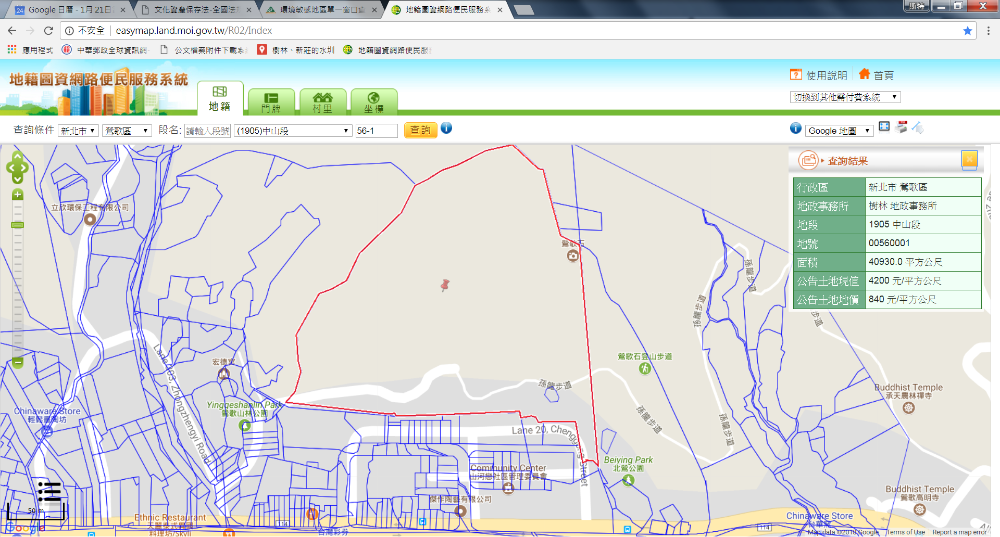 Google 日曆 - 1月 21日
文化資產保存法-全國法
環境敏感地區單一窗口查
地籍圖資網路便民服務系
斯特
不安全 easymap.land.moi.gov.tw/R02/Index
應用程式
中華郵政全球資訊網-
公文檔案附件下載系
樹林、新莊的水圳
地籍圖資網路便民服
地籍圖資網路便民服務系統
地籍
門牌
村里
坐標
使用說明
首頁
切換到其他需付費系統
查詢條件 新北市 鶯歌區 段名: 請輸入段號 (1905)中山段 56-1 查詢
Google 地圖
查詢結果
行政區 新北市 鶯歌區
地政事務所 樹林 地政事務所
地段 1905 中山段
地號 00560001
面積 40930.0 平方公尺
公告土地現值 4200 元/平方公尺
公告土地地價 840 元/平方公尺
立欣環保工程有限公司
鶯歌石
孫龍步道
孫龍步道
步道
鶯歌石登山步道
宏德宮
孫龍步道
孫龍步道
孫龍步道
Lane 303, Zhongzhengyi Road
Buddhist Temple
承天農林禪寺
Yinggeshanlin Park
鶯歌山林公園
Chinaware Store
輕鬆畫陶坊
Lane 20, Chenggong Street
Beiying Park
北鶯公園
Community Center
山河戀社區管理委員會
傑作陶藝有限公司
Buddhist Temple
鶯歌高明寺
50 m
Ethnic Restaurant
天麗泰式異國
料理坊/Skyli
114
台灣彩券
114
Chinaware Store
台華窯
Google
Map data ©2018 Google Terms of Use Report a map error